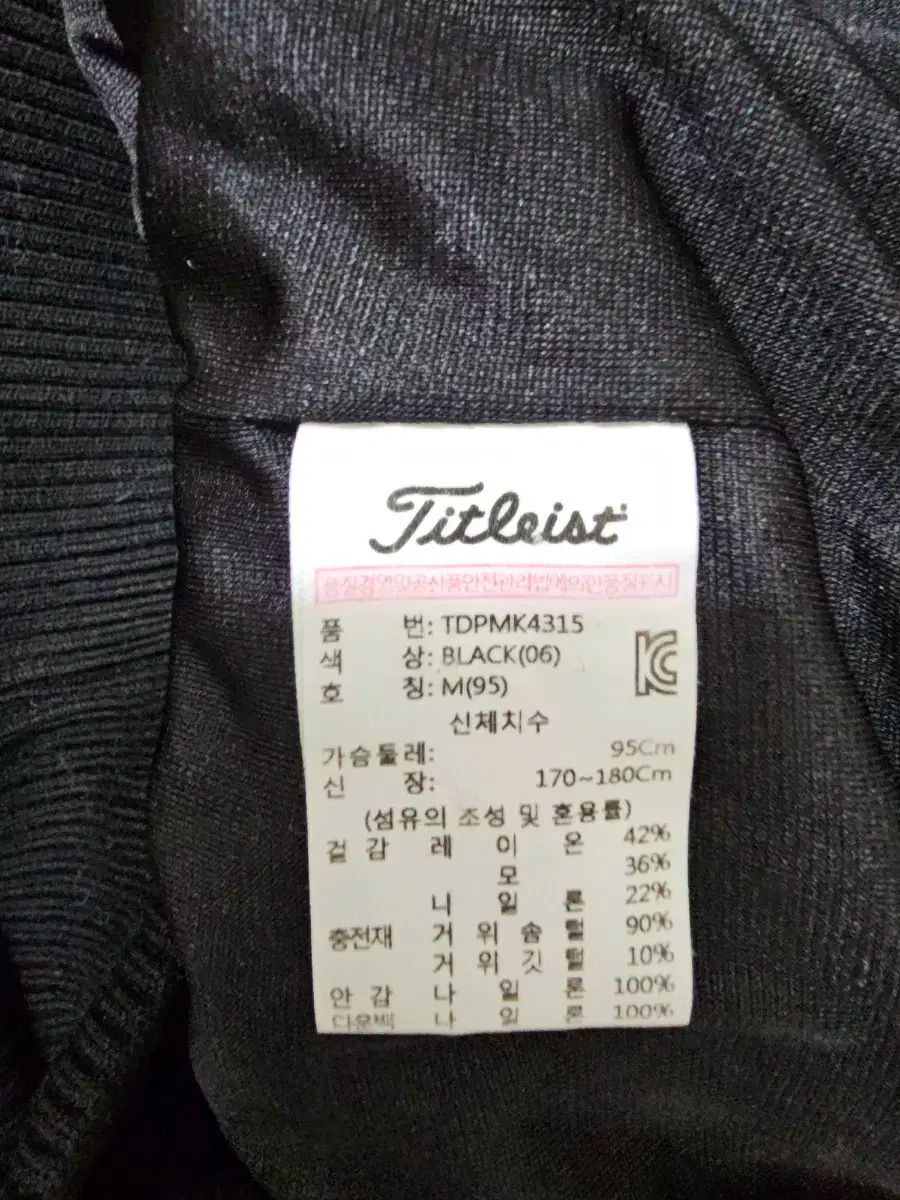 Titleist
품질경영및공산품안전관리법에의한품질표시
품 번: TDPMK4315
색 상: BLACK(06)
호 칭: M(95)
KC
신체치수
가슴둘레: 95Cm
신 장: 170~180Cm
(섬유의 조성 및 혼용률)
겉감 레이온 42%
모 36%
나일론 22%
충전재 거위솜털 90%
거위깃털 10%
안감 나일론 100%
다운백 나일론 100%